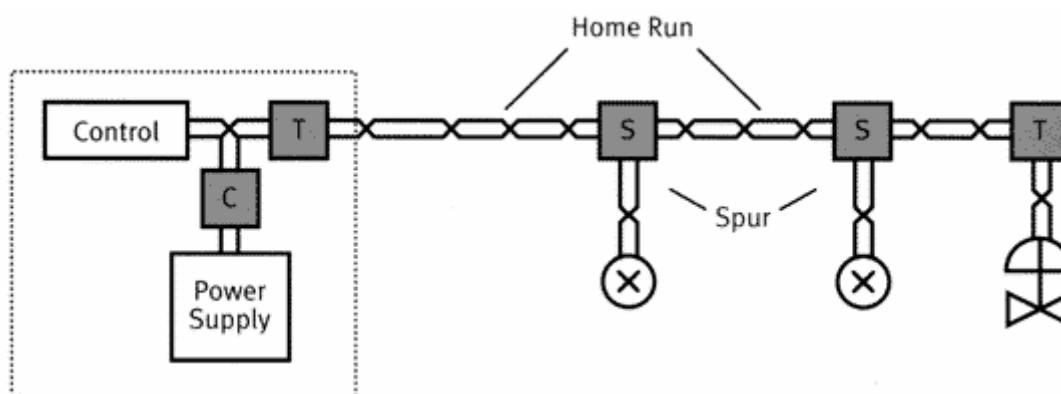 Home Run
Control
T
S
S
T
C
Spur
Power
Supply